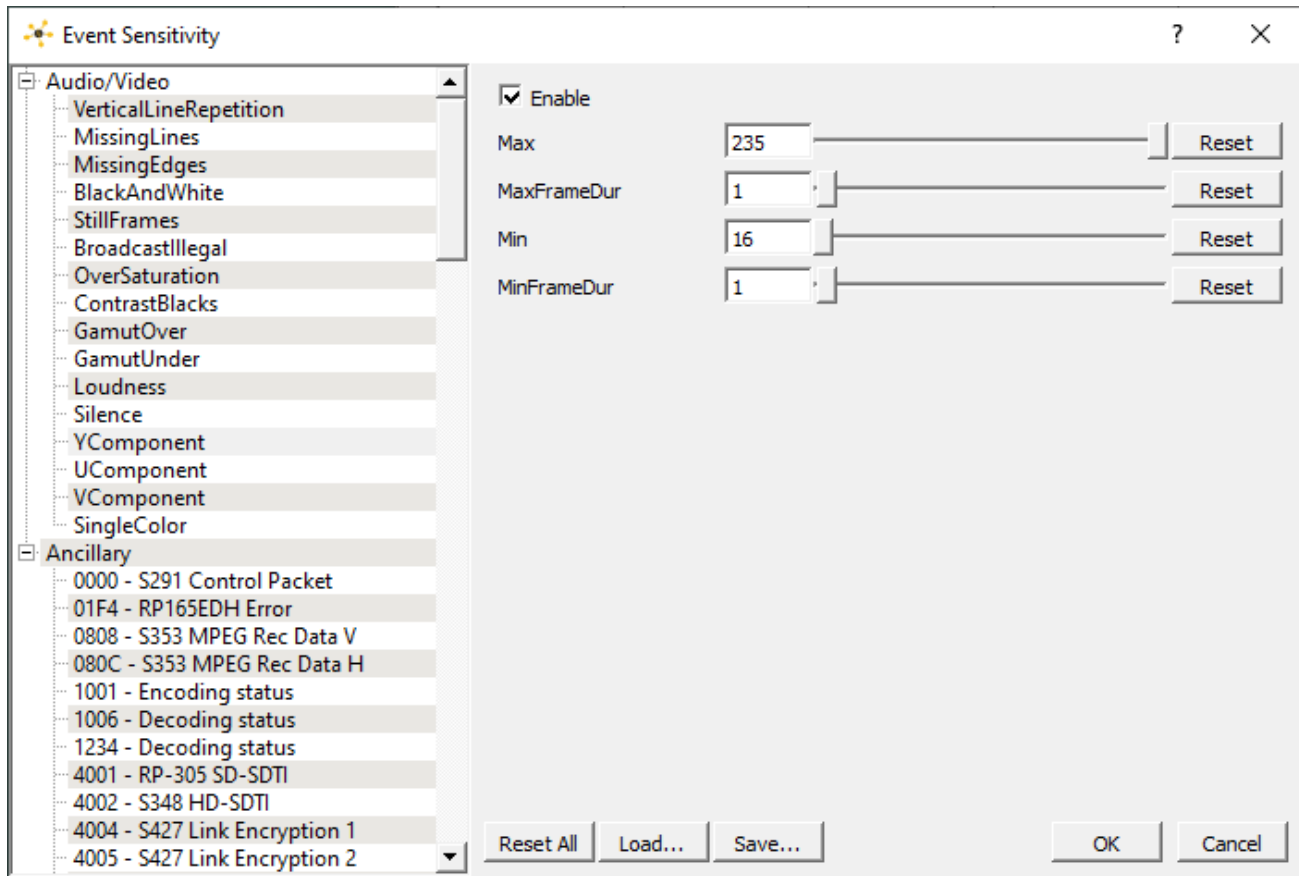 Event Sensitivity
?
Audio/Video
VerticalLineRepetition
MissingLines
MissingEdges
BlackAndWhite
StillFrames
BroadcastIllegal
OverSaturation
ContrastBlacks
GamutOver
GamutUnder
Loudness
Silence
YComponent
UComponent
VComponent
SingleColor
Ancillary
0000 - S291 Control Packet
01F4 - RP165EDH Error
0808 - S353 MPEG Rec Data V
080C - S353 MPEG Rec Data H
1001 - Encoding status
1006 - Decoding status
1234 - Decoding status
4001 - RP-305 SD-SDTI
4002 - S348 HD-SDTI
4004 - S427 Link Encryption 1
4005 - S427 Link Encryption 2
Enable
Max 235 Reset
MaxFrameDur 1 Reset
Min 16 Reset
MinFrameDur 1 Reset
Reset All Load... Save... OK Cancel